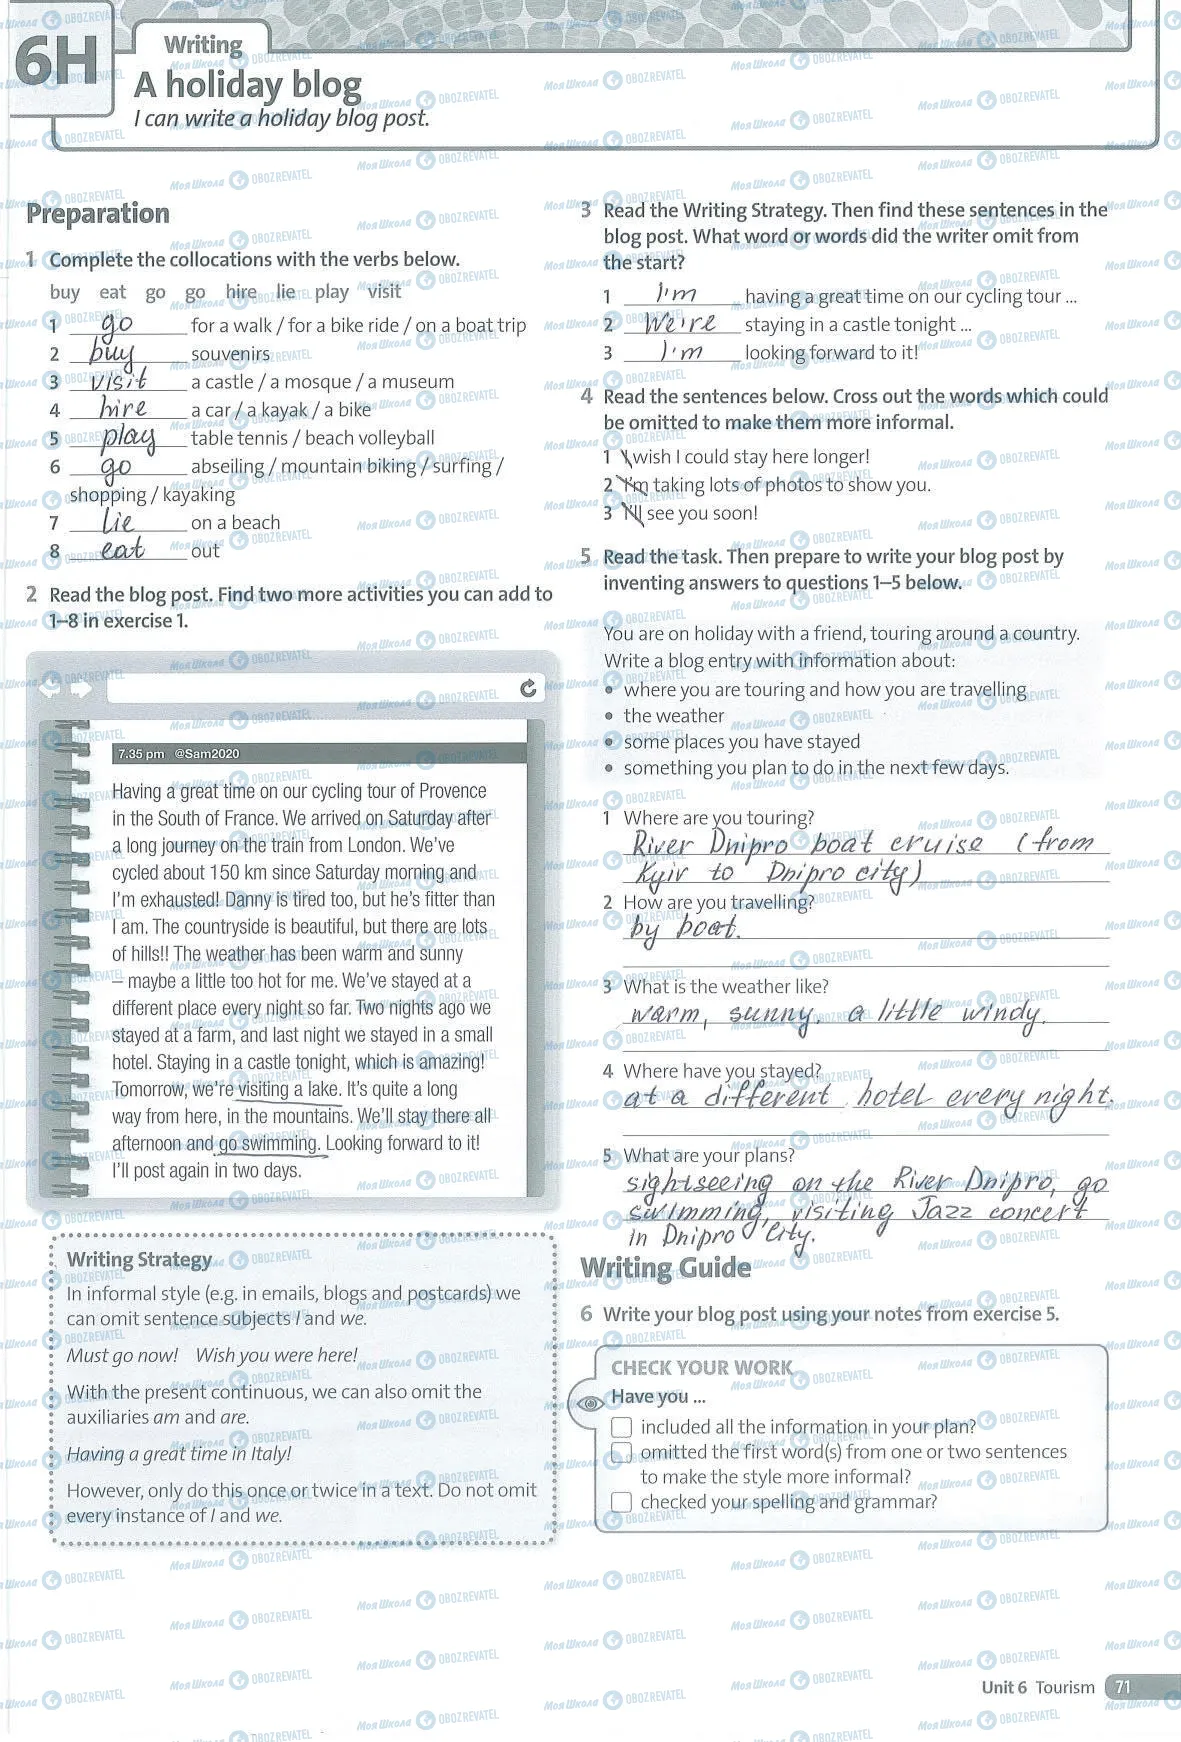 6H
Writing
A holiday blog
I can write a holiday blog post.
Preparation
1 Complete the collocations with the verbs below.
buy eat go go hire lie play visit
1 go for a walk / for a bike ride / on a boat trip
2 buy souvenirs
3 visit a castle / a mosque / a museum
4 hire a car / a kayak / a bike
5 play table tennis / beach volleyball
6 go abseiling / mountain biking / surfing /
shopping / kayaking
7 Lie on a beach
8 eat out
2 Read the blog post. Find two more activities you can add to
1–8 in exercise 1.
7.35 pm @Sam2020
Having a great time on our cycling tour of Provence
in the South of France. We arrived on Saturday after
a long journey on the train from London. We've
cycled about 150 km since Saturday morning and
I'm exhausted! Danny is tired too, but he's fitter than
I am. The countryside is beautiful, but there are lots
of hills!! The weather has been warm and sunny
– maybe a little too hot for me. We've stayed at a
different place every night so far. Two nights ago we
stayed at a farm, and last night we stayed in a small
hotel. Staying in a castle tonight, which is amazing!
Tomorrow, we're visiting a lake. It's quite a long
way from here, in the mountains. We'll stay there all
afternoon and go swimming. Looking forward to it!
I'll post again in two days.
Writing Strategy
In informal style (e.g. in emails, blogs and postcards) we
can omit sentence subjects I and we.
Must go now! Wish you were here!
With the present continuous, we can also omit the
auxiliaries am and are.
Having a great time in Italy!
However, only do this once or twice in a text. Do not omit
every instance of I and we.
3 Read the Writing Strategy. Then find these sentences in the
blog post. What word or words did the writer omit from
the start?
1 I'm having a great time on our cycling tour ...
2 We're staying in a castle tonight ...
3 I'm looking forward to it!
4 Read the sentences below. Cross out the words which could
be omitted to make them more informal.
1 I wish I could stay here longer!
2 I'm taking lots of photos to show you.
3 I'll see you soon!
5 Read the task. Then prepare to write your blog post by
inventing answers to questions 1–5 below.
You are on holiday with a friend, touring around a country.
Write a blog entry with information about:
• where you are touring and how you are travelling
• the weather
• some places you have stayed
• something you plan to do in the next few days.
1 Where are you touring?
River Dnipro boat cruise (from
Kyiv to Dnipro city)
2 How are you travelling?
by boat.
3 What is the weather like?
warm, sunny, a little windy.
4 Where have you stayed?
at a different hotel every night.
5 What are your plans?
sightseeing on the River Dnipro, go
swimming, visiting Jazz concert
in Dnipro city.
Writing Guide
6 Write your blog post using your notes from exercise 5.
CHECK YOUR WORK
Have you ...
included all the information in your plan?
omitted the first word(s) from one or two sentences
to make the style more informal?
checked your spelling and grammar?
Unit 6 Tourism 71
МояШкола OBOZREVATEL